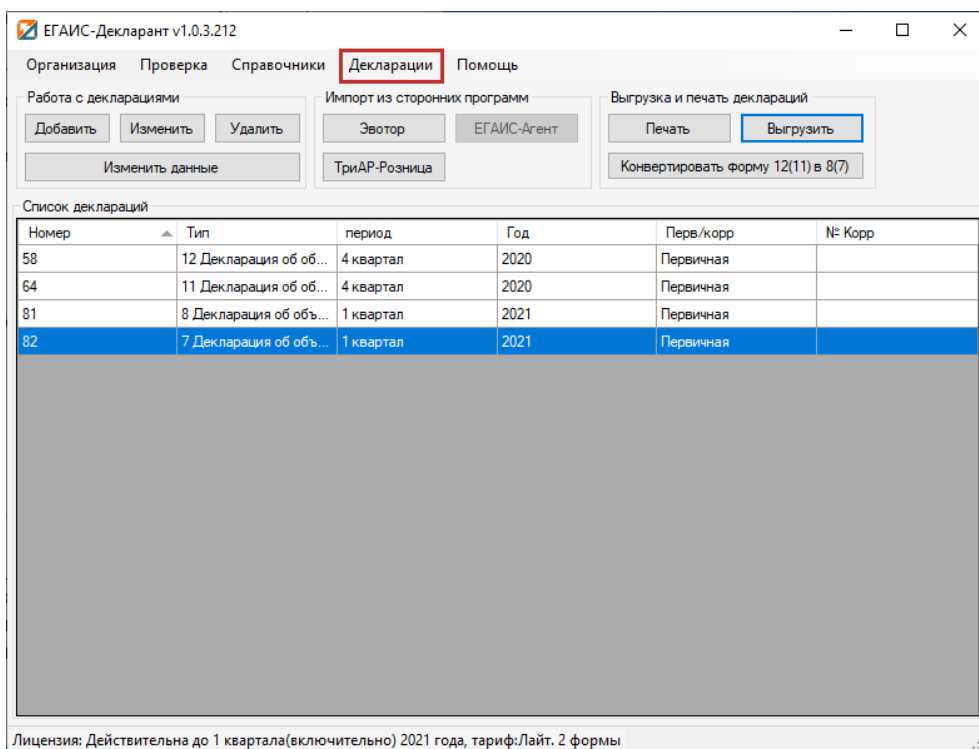 ЕГАИС-Декларант v1.0.3.212
Организация Проверка Справочники Декларации Помощь
Работа с декларациями Импорт из сторонних программ Выгрузка и печать деклараций
Добавить Изменить Удалить Эвотор ЕГАИС-Агент Печать Выгрузить
Изменить данные ТриАР-Розница Конвертировать форму 12(11) в 8(7)
Список деклараций
Номер Тип период Год Перв/корр № Корр
58 12 Декларация об об... 4 квартал 2020 Первичная
64 11 Декларация об об... 4 квартал 2020 Первичная
81 8 Декларация об объ... 1 квартал 2021 Первичная
82 7 Декларация об объ... 1 квартал 2021 Первичная
Лицензия: Действительна до 1 квартала(включительно) 2021 года, тариф:Лайт. 2 формы